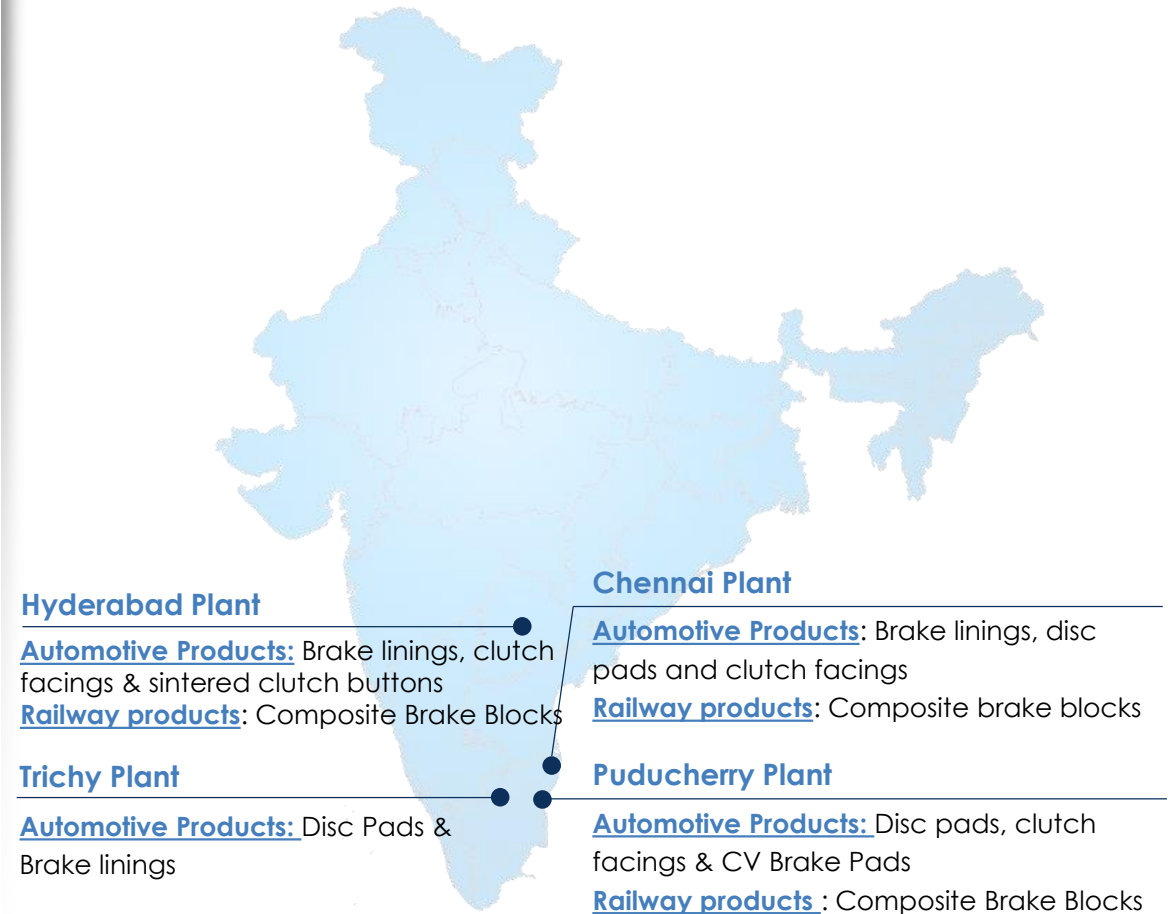 Hyderabad Plant
Automotive Products: Brake linings, clutch
facings & sintered clutch buttons
Railway products: Composite Brake Blocks
Chennai Plant
Automotive Products: Brake linings, disc
pads and clutch facings
Railway products: Composite brake blocks
Trichy Plant
Automotive Products: Disc Pads &
Brake linings
Puducherry Plant
Automotive Products: Disc pads, clutch
facings & CV Brake Pads
Railway products : Composite Brake Blocks